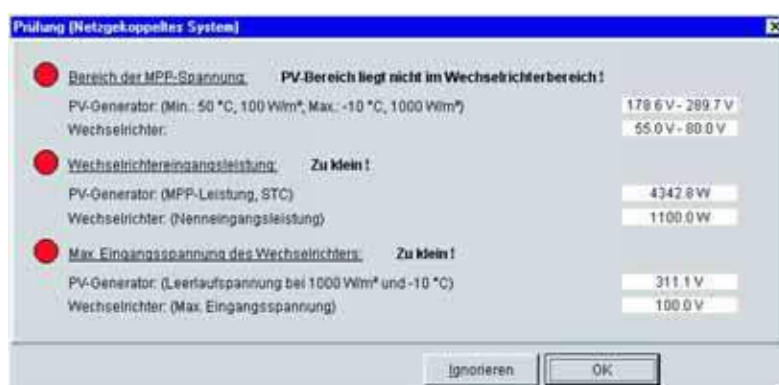 Prüfung (Netzgekoppeltes System)
Bereich der MPP-Spannung: PV-Bereich liegt nicht im Wechselrichterbereich !
PV-Generator: (Min.: 50 °C, 100 W/m²; Max.: -10 °C, 1000 W/m²) 178.6 V - 289.7 V
Wechselrichter: 55.0 V - 80.0 V
Wechselrichtereingangsleistung: Zu klein !
PV-Generator: (MPP-Leistung, STC) 4342.8 W
Wechselrichter: (Nenneingangsleistung) 1100.0 W
Max. Eingangsspannung des Wechselrichters: Zu klein !
PV-Generator: (Leerlaufspannung bei 1000 W/m² und -10 °C) 311.1 V
Wechselrichter: (Max. Eingangsspannung) 100.0 V
Ignorieren OK